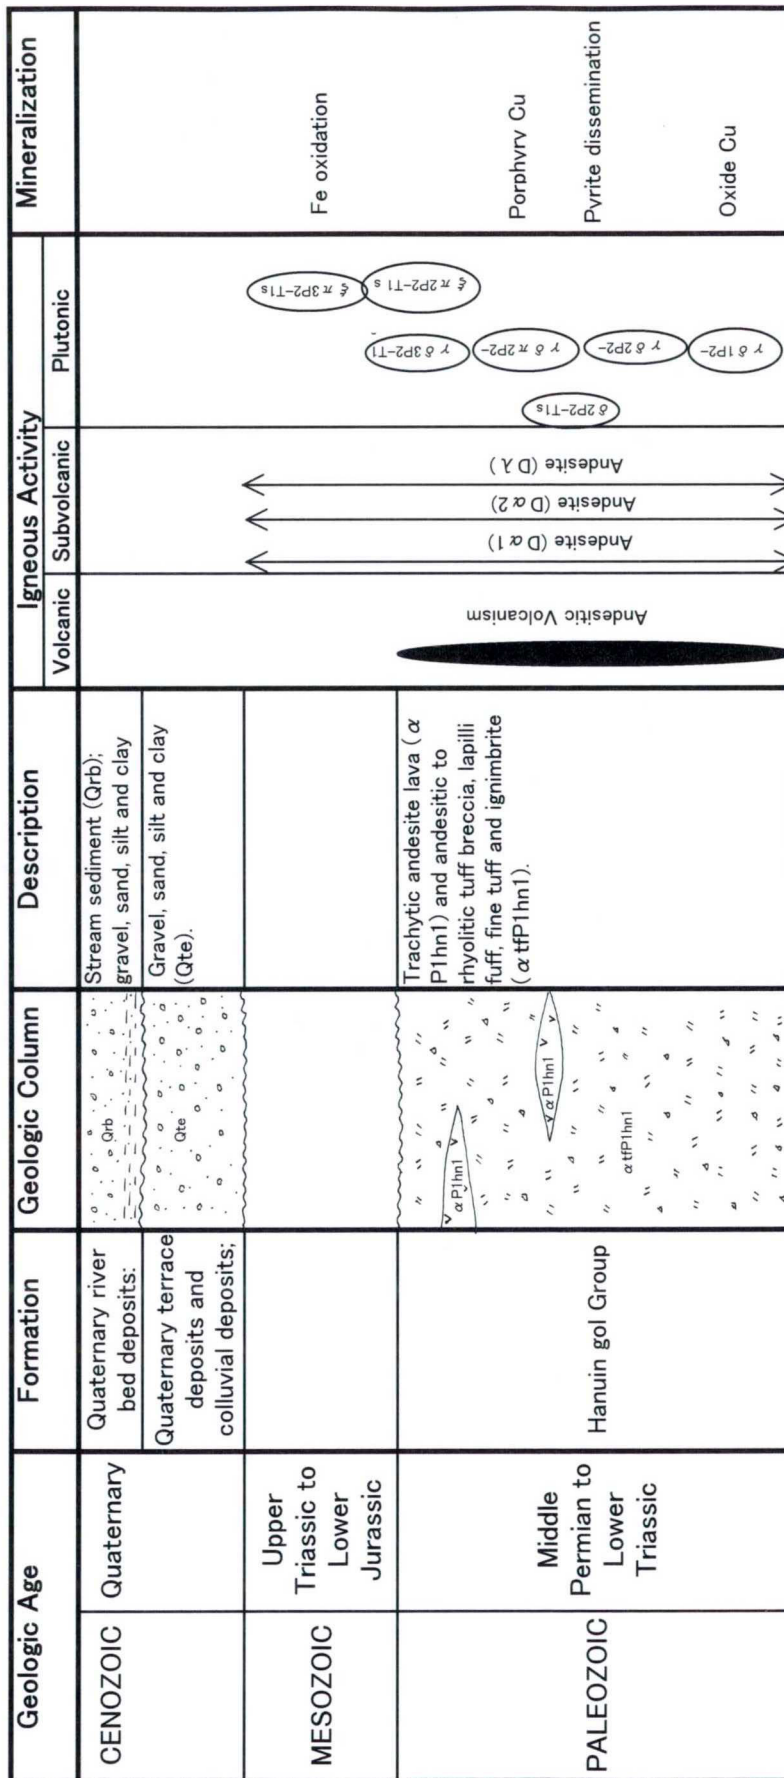 Geologic Age
Formation
Geologic Column
Description
Igneous Activity
Volcanic
Subvolcanic
Plutonic
Mineralization
CENOZOIC
Quaternary
Quaternary river
bed deposits:
Qrb
Stream sediment (Qrb);
gravel, sand, silt and clay
Quaternary terrace
deposits and
colluvial deposits;
Qte
Gravel, sand, silt and clay
(Qte).
MESOZOIC
Upper
Triassic to
Lower
Jurassic
PALEOZOIC
Middle
Permian to
Lower
Triassic
Hanuin gol Group
αP1hn1
αP1hn1
αtfP1hn1
Trachytic andesite lava (α
P1hn1) and andesitic to
rhyolitic tuff breccia, lapilli
fuff, fine tuff and ignimbrite
(αtfP1hn1).
Andesitic Volcanism
Andesite (Dα1)
Andesite (Dα2)
Andesite (Dλ)
δ2P2-T1s
γδ3P2-T1
γδπ2P2-
γδ2P2-
γδ1P2-
ξπ3P2-T1s
ξπ2P2-T1s
Fe oxidation
Porphyry Cu
Pyrite dissemination
Oxide Cu